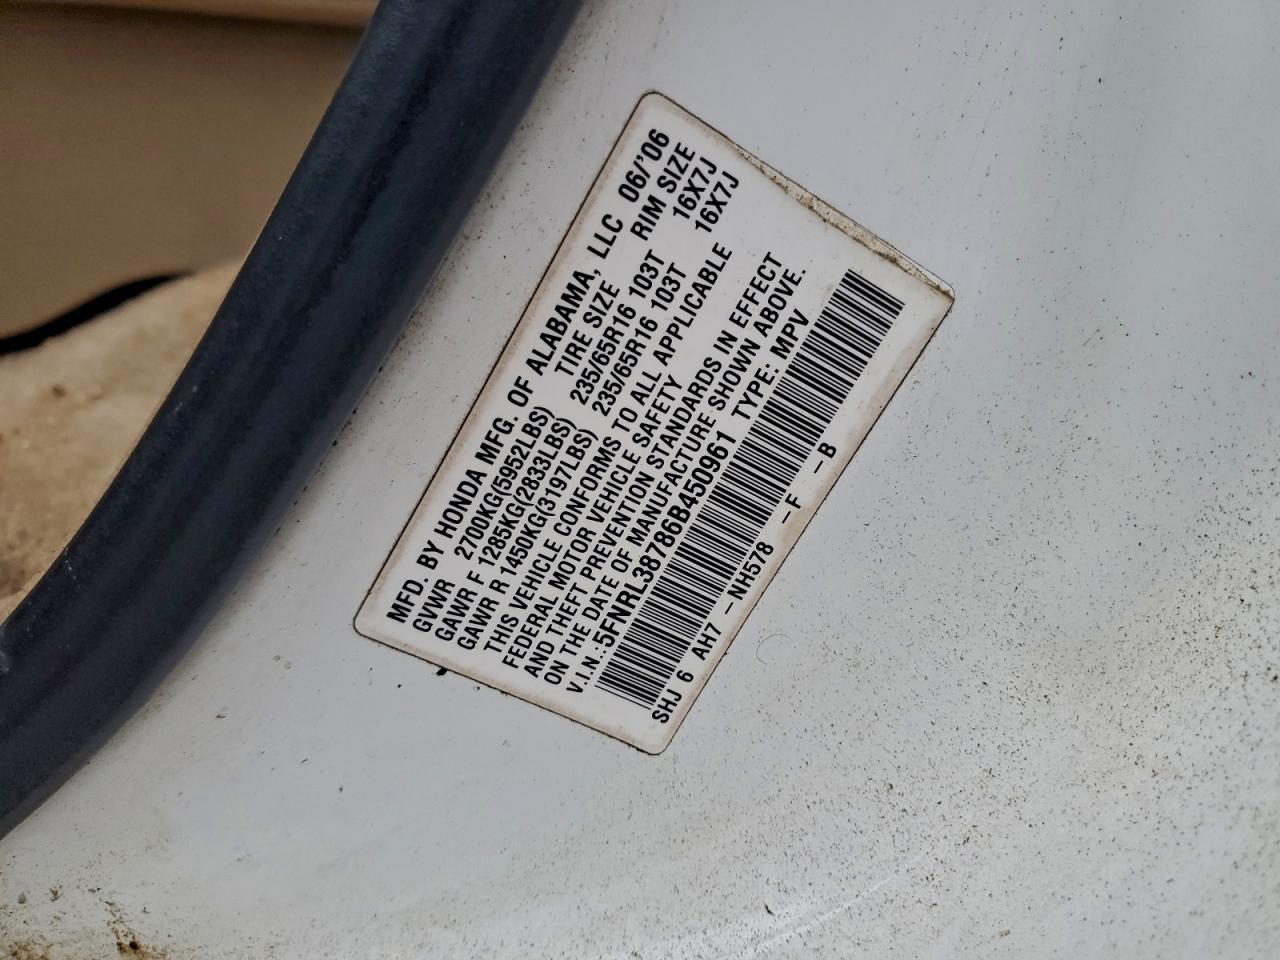 MFD. BY HONDA MFG. OF ALABAMA, LLC 06/'06
GVWR 2700KG(5952LBS) TIRE SIZE RIM SIZE
GAWR F 1285KG(2833LBS) 235/65R16 103T 16X7J
GAWR R 1450KG(3197LBS) 235/65R16 103T 16X7J
THIS VEHICLE CONFORMS TO ALL APPLICABLE
FEDERAL MOTOR VEHICLE SAFETY
AND THEFT PREVENTION STANDARDS IN EFFECT
ON THE DATE OF MANUFACTURE SHOWN ABOVE.
V.I.N.: 5FNRL38786B450961 TYPE: MPV
SHJ 6 AH7 -NH578 -F -B